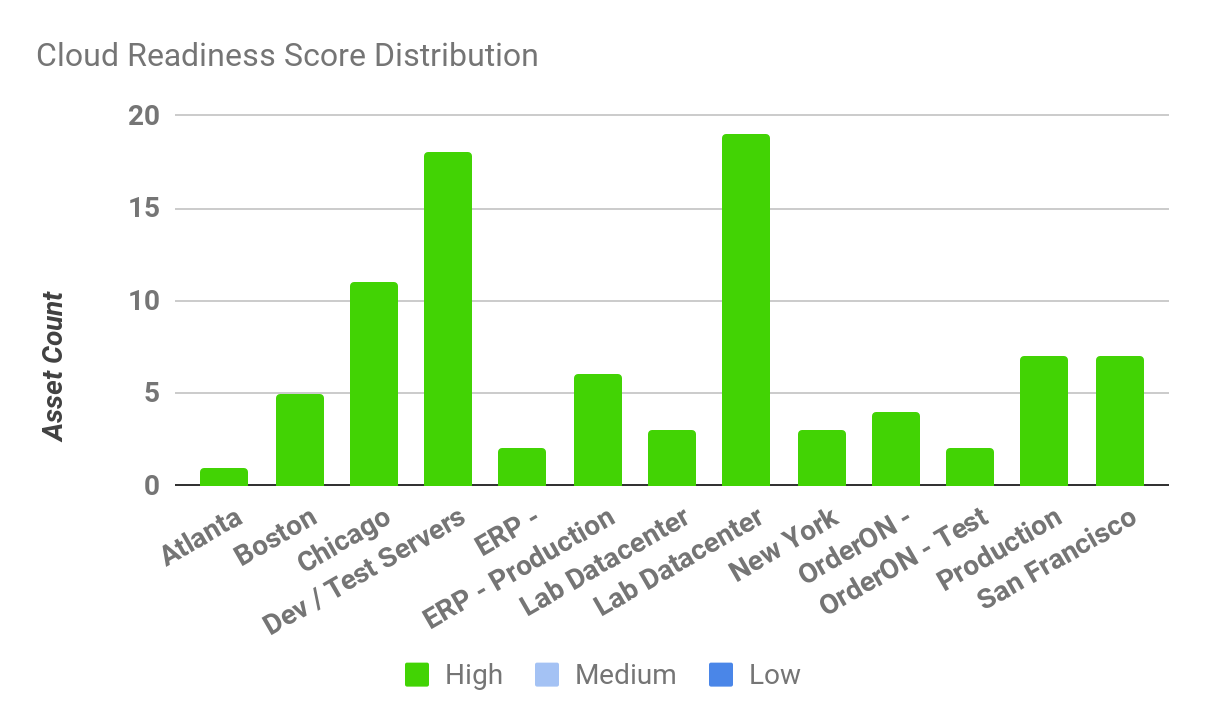 Cloud Readiness Score Distribution
20
15
10
5
0
Asset Count
Atlanta
Boston
Chicago
Dev / Test Servers
ERP -
ERP - Production
Lab Datacenter
Lab Datacenter
New York
OrderON -
OrderON - Test
Production
San Francisco
High Medium Low